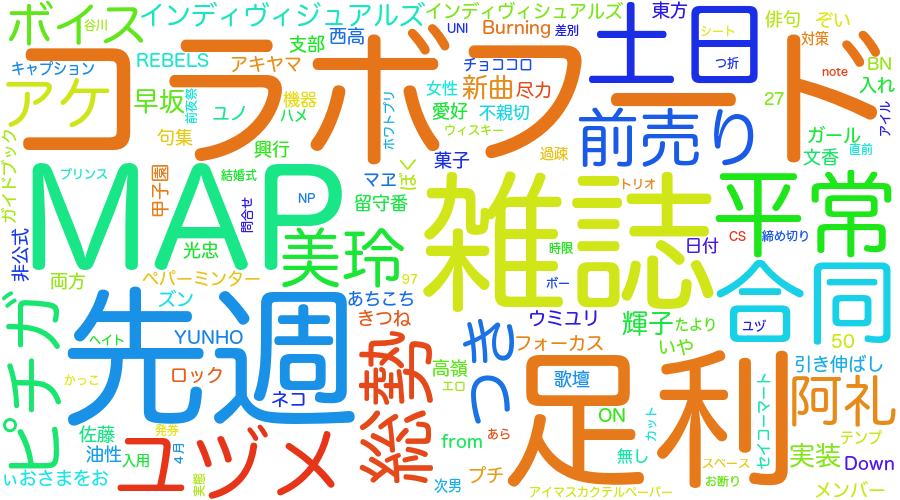 ボイス
谷川
インディヴィジュアルズ
インディヴィシュアルズ
東方
俳句
ぞい
コラボフード
西高
UNI
Burning
差別
シート
対策
支部
土日
キャプション
REBELS
アキヤマ
チョココロ
つ折
note
BN
アケ
早坂
前夜祭
機器
ホワトプリ
女性
新曲
尽力
入れ
27
ユノ
ハメ
愛好
不親切
前売り
アイル
句集
ウィスキー
ガール
ガイドブック
興行
過疎
文香
直前
菓子
MAP
プリンス
甲子園
結婚式
マヱ
ぼく
雑誌
トリオ
平常
NP
留守番
問合せ
CS
締め切り
非公式
光忠
美玲
時限
日付
両方
ペパーミンター
97
合同
ピチカ
先週
ズン
あちこち
ボー
ウミユリ
輝子
たより
ユヅ
YUNHO
きつね
つき
フォーカス
いや
50
ヘイト
総勢
高嶺
足利
引き伸ばし
かっこ
ロック
エロ
歌壇
阿礼
ネコ
ON
カット
セイコーマート
佐藤
発券
ユヅメ
from
あら
テンプ
油性
入用
4月
無し
スペース
実装
Down
ぃおさまをお
実態
次男
プチ
アイマスカクテルペーパー
お断り
メンバー